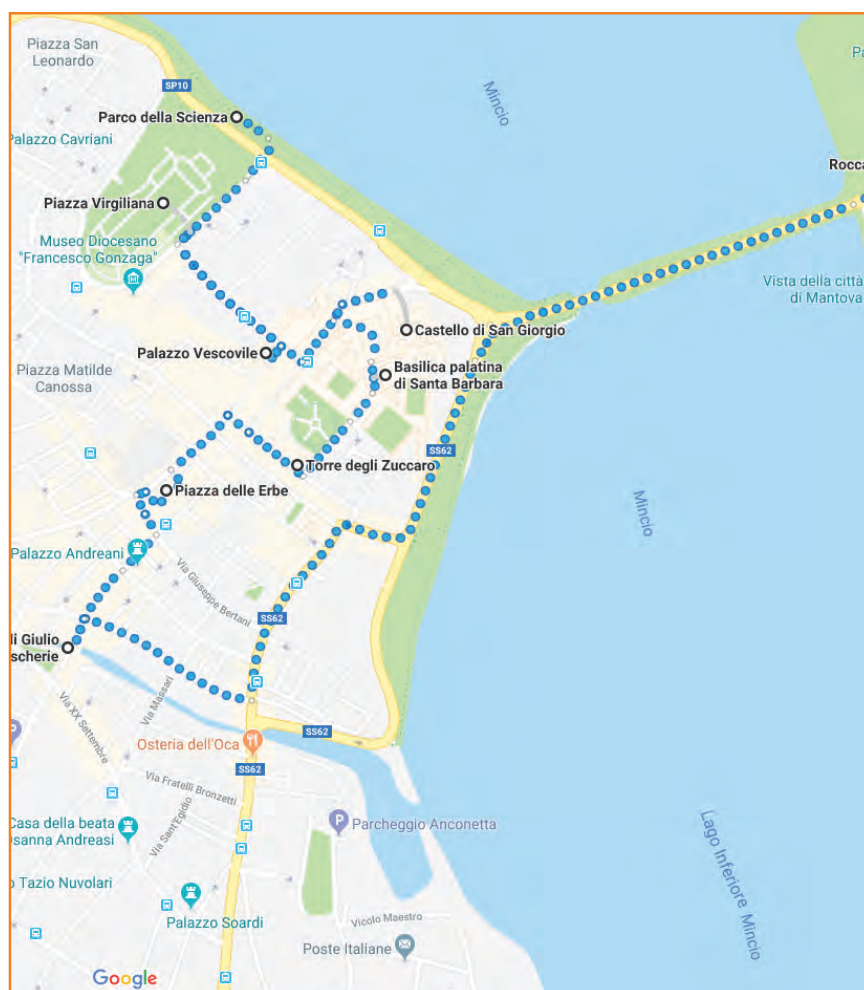 Piazza San
Leonardo
SP10
Mincio
Parco della Scienza
Palazzo Cavriani
Rocca
Piazza Virgiliana
Museo Diocesano
"Francesco Gonzaga"
Vista della città
di Mantova
Castello di San Giorgio
Palazzo Vescovile
Basilica palatina
di Santa Barbara
Piazza Matilde
Canossa
SS62
Torre degli Zuccaro
Piazza delle Erbe
Mincio
Palazzo Andreani
Via Giuseppe Bertani
SS62
li Giulio
scherie
Via Massari
Via XX Settembre
SS62
Osteria dell'Oca
SS62
Via Fratelli Bronzetti
P
Casa della beata
Osanna Andreasi
Via Sant'Egidio
P
Parcheggio Anconetta
Lago Inferiore
Mincio
o Tazio Nuvolari
Palazzo Soardi
Vicolo Maestro
Poste Italiane
Google